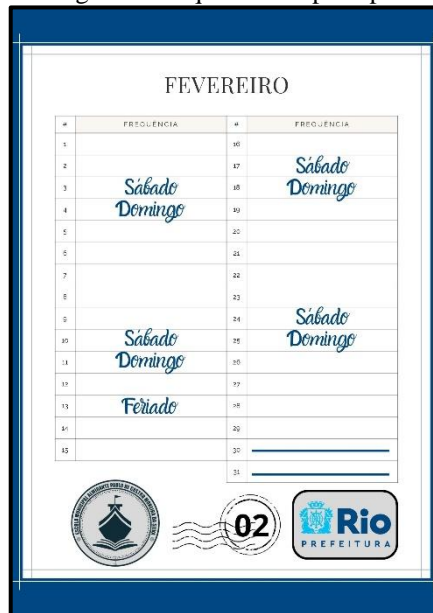 FEVEREIRO
# FREQUÊNCIA # FREQUÊNCIA
1 16
2 17 Sábado
3 Sábado 18 Domingo
4 Domingo 19
5 20
6 21
7 22
8 23
9 24 Sábado
10 Sábado 25 Domingo
11 Domingo 26
12 27
13 Feriado 28
14 29
15 30
31
02
Rio
PREFEITURA